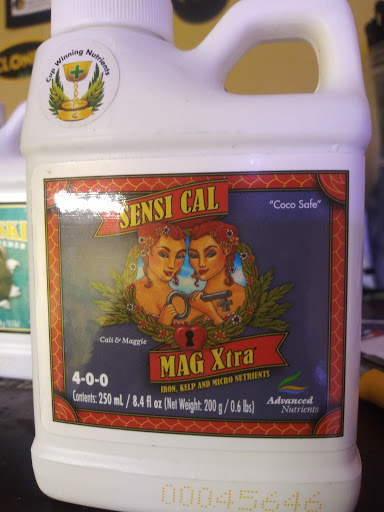 Cup Winning Nutrients
SENSI CAL
"Coco Safe"
Cali & Maggie
MAG Xtra
4-0-0
IRON, KELP AND MICRO NUTRIENTS
Contents: 250 mL / 8.4 fl oz (Net Weight: 200 g / 0.6 lbs)
Advanced
Nutrients
00045646